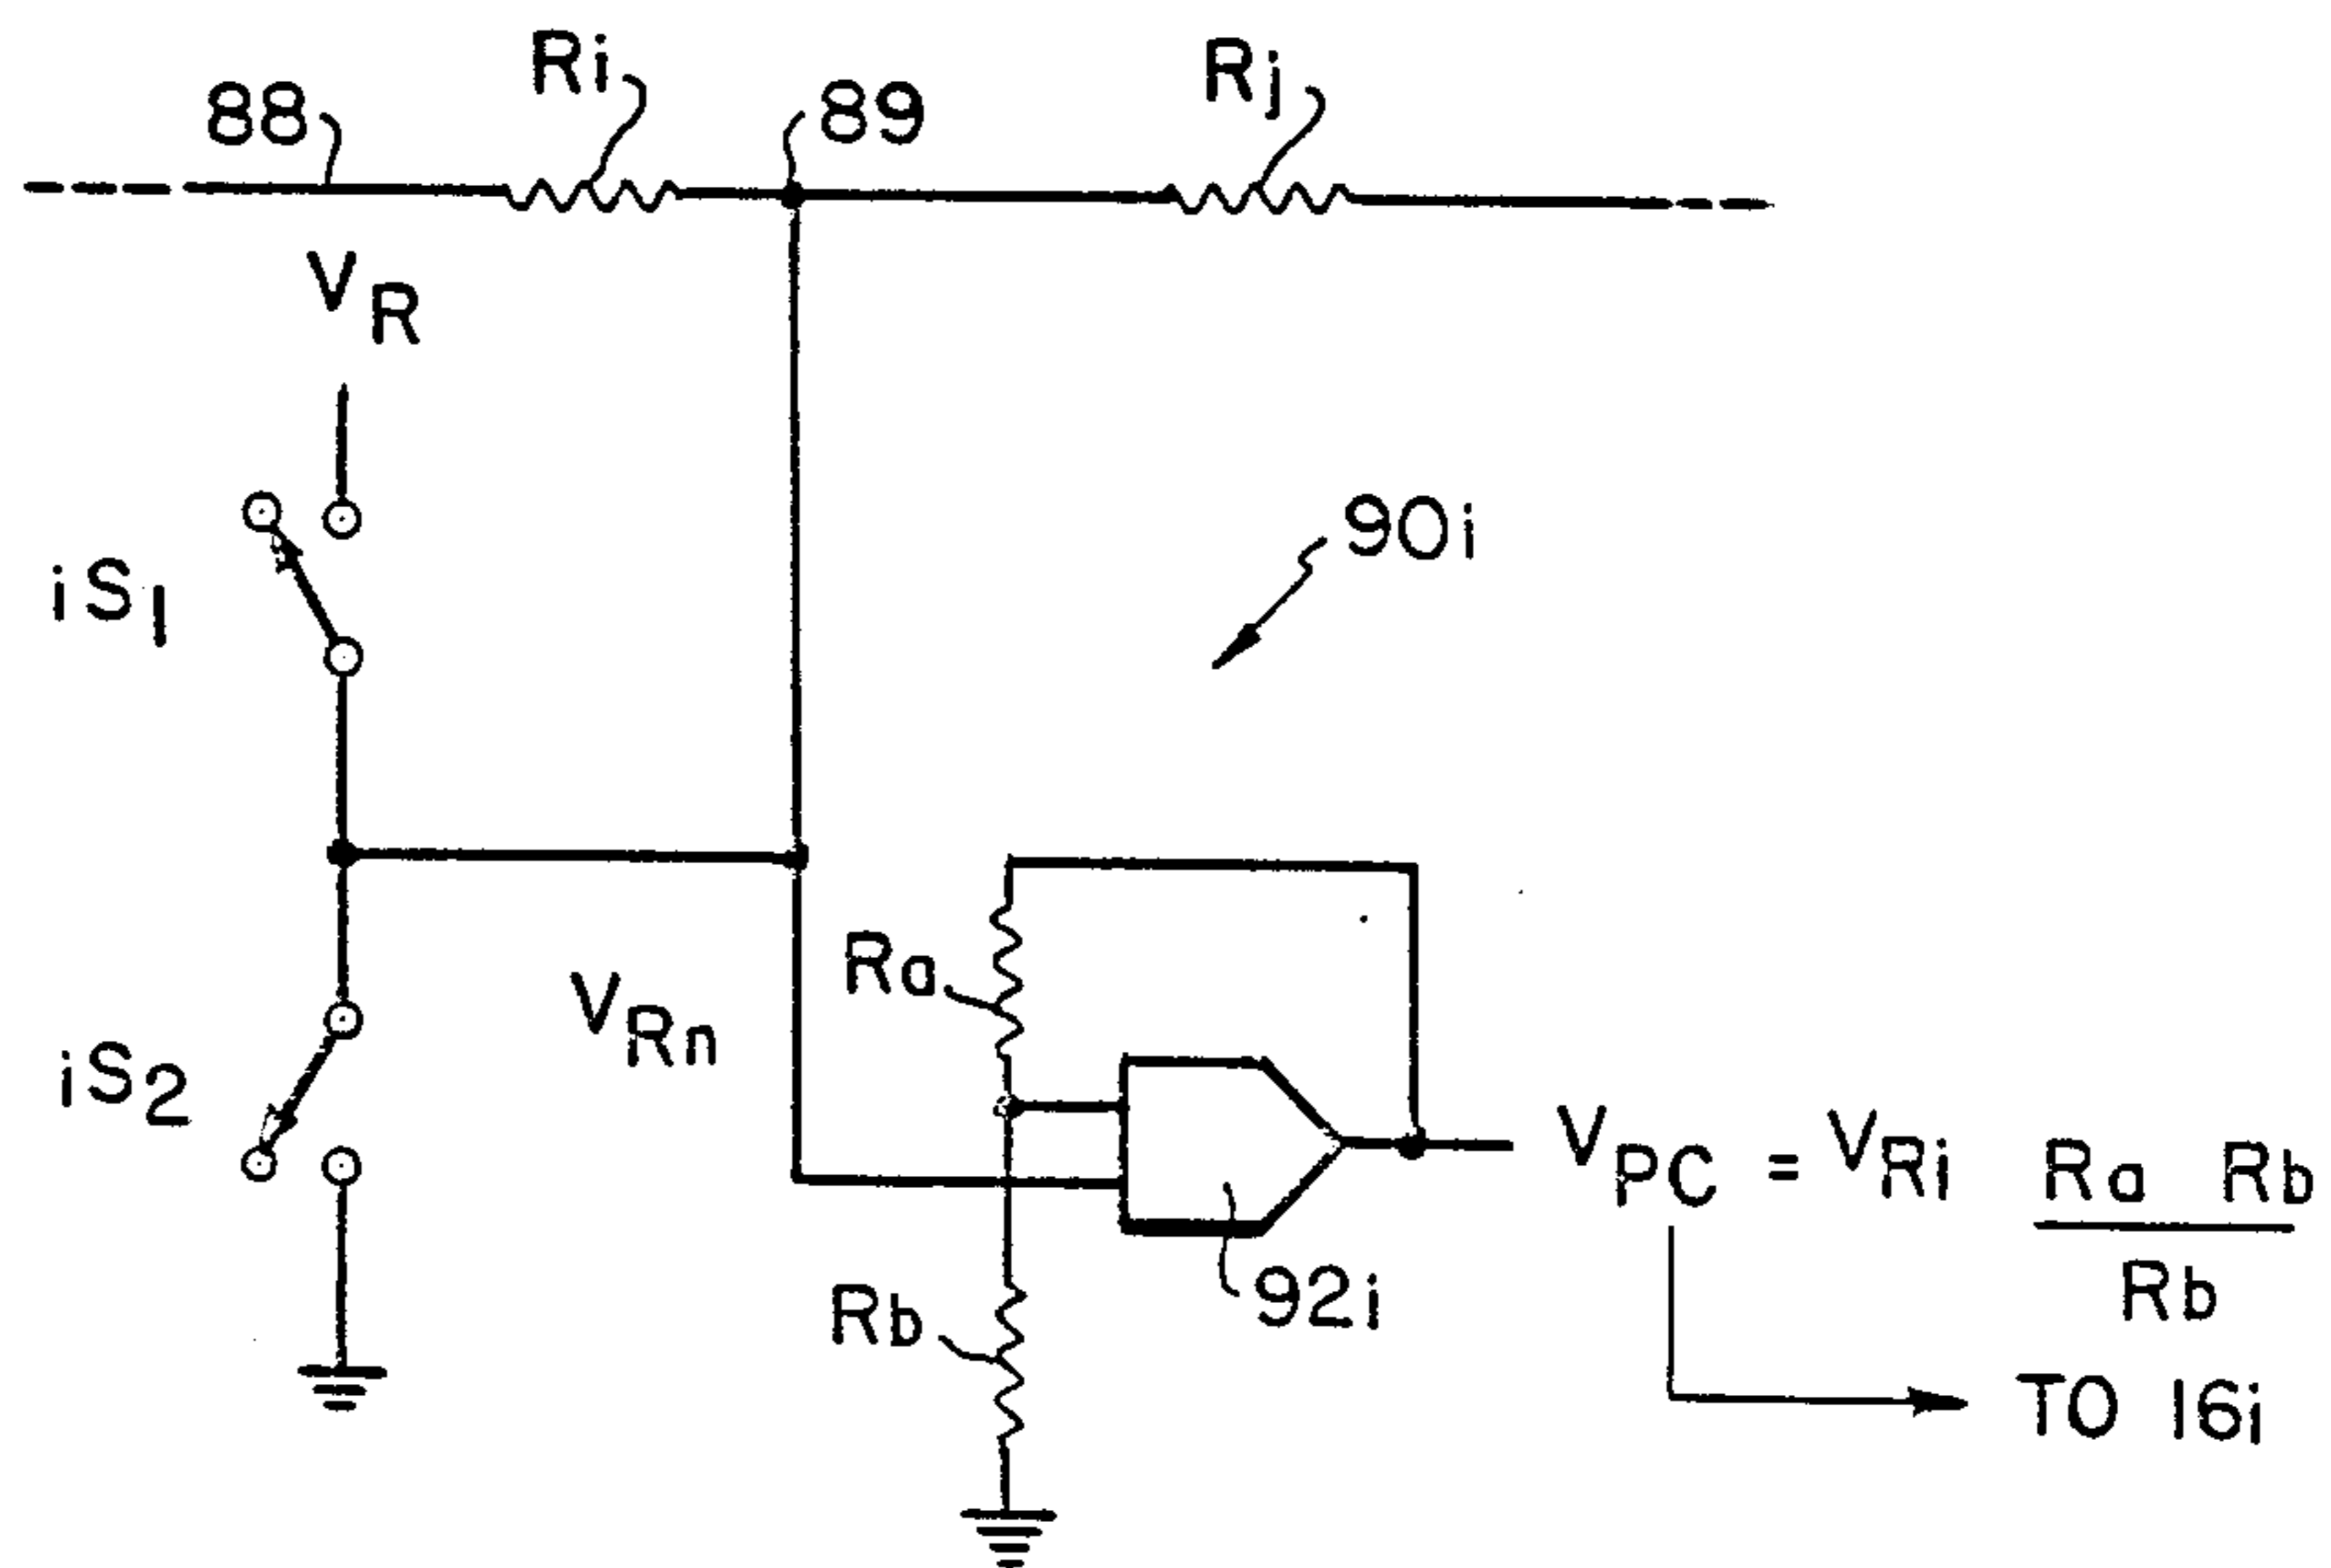 Ri
Rj
88
89
VR
90i
iS1
Ra
VRn
iS2
VPC = VRi Ra Rb
Rb
Rb
92i
TO 16i